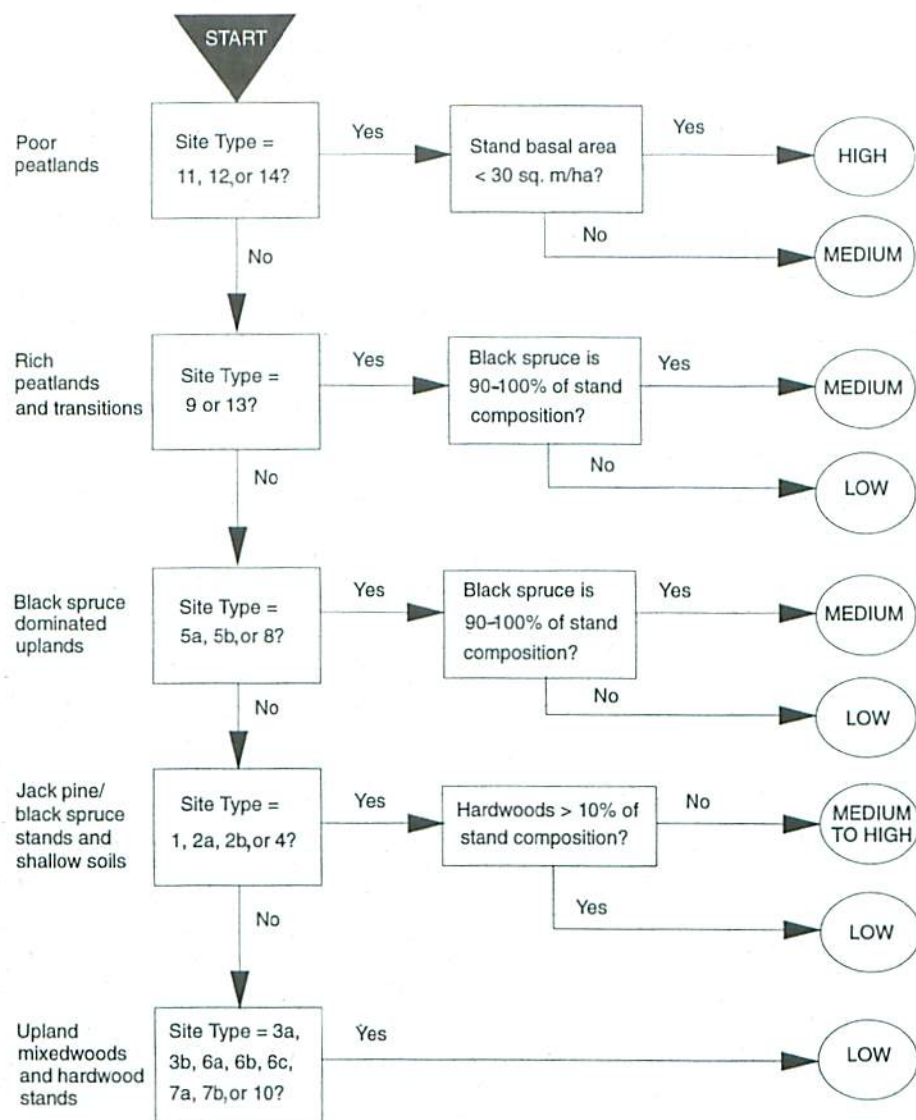 START
Poor
peatlands
Site Type =
11, 12, or 14?
Yes
Stand basal area
< 30 sq. m/ha?
Yes
HIGH
No
MEDIUM
No
Rich
peatlands
and transitions
Site Type =
9 or 13?
Yes
Black spruce is
90-100% of stand
composition?
Yes
MEDIUM
No
LOW
No
Black spruce
dominated
uplands
Site Type =
5a, 5b, or 8?
Yes
Black spruce is
90-100% of stand
composition?
Yes
MEDIUM
No
LOW
No
Jack pine/
black spruce
stands and
shallow soils
Site Type =
1, 2a, 2b, or 4?
Yes
Hardwoods > 10% of
stand composition?
No
MEDIUM
TO HIGH
Yes
LOW
No
Upland
mixedwoods
and hardwood
stands
Site Type = 3a,
3b, 6a, 6b, 6c,
7a, 7b, or 10?
Yes
LOW